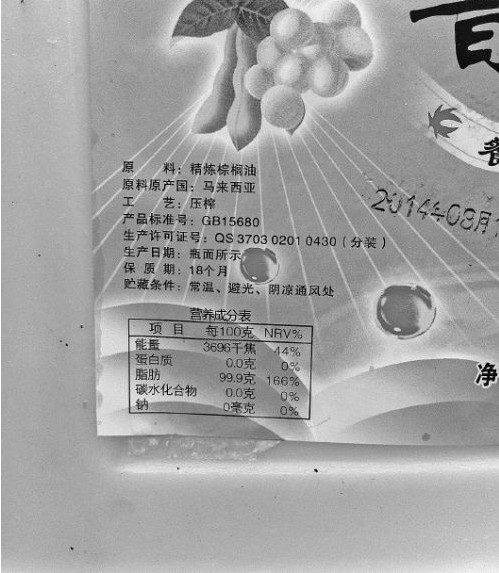 原 料：精炼棕榈油
原料原产国：马来西亚
工 艺：压榨
产品标准号：GB15680
生产许可证号：QS 3703 0201 0430（分装）
生产日期：瓶面所示
保 质 期：18个月
贮藏条件：常温、避光、阴凉通风处
2014年08月
营养成分表
项 目 每100克 NRV%
能量 3696千焦 44%
蛋白质 0.0克 0%
脂肪 99.9克 166%
碳水化合物 0.0克 0%
钠 0毫克 0%
餐
净